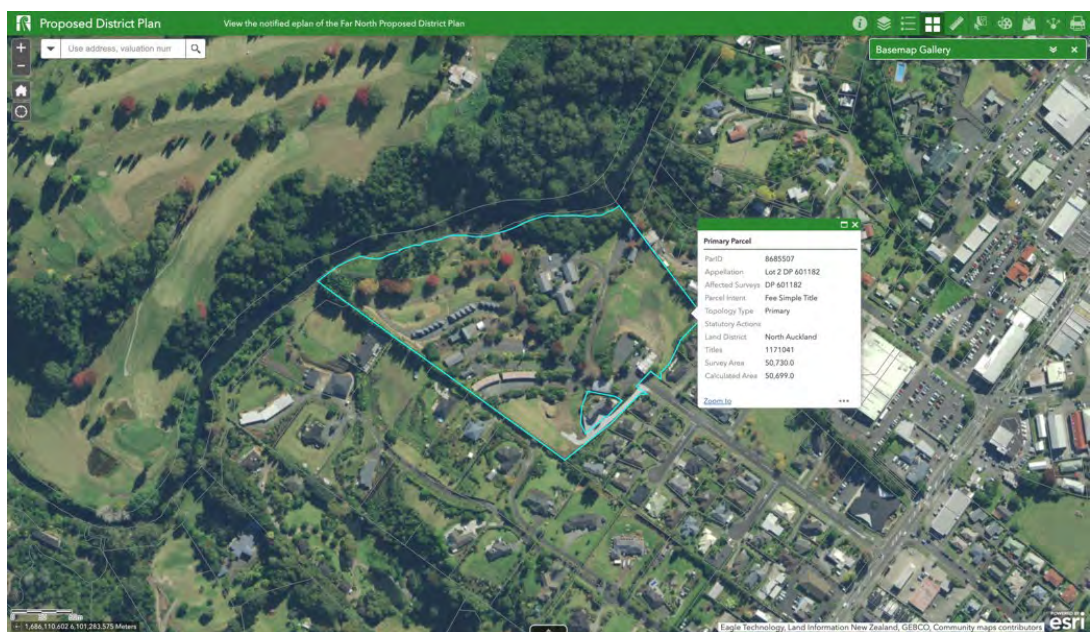 Proposed District Plan
View the notified eplan of the Far North Proposed District Plan
+
−
Use address, valuation num
Basemap Gallery
Primary Parcel
ParID 8685507
Appellation Lot 2 DP 601182
Affected Surveys DP 601182
Parcel Intent Fee Simple Title
Topology Type Primary
Statutory Actions
Land District North Auckland
Titles 1171041
Survey Area 50,730.0
Calculated Area 50,699.0
Zoom to
1,686,110.602 6,101,283.575 Meters
Eagle Technology, Land Information New Zealand, GEBCO, Community maps contributors
POWERED BY
esri